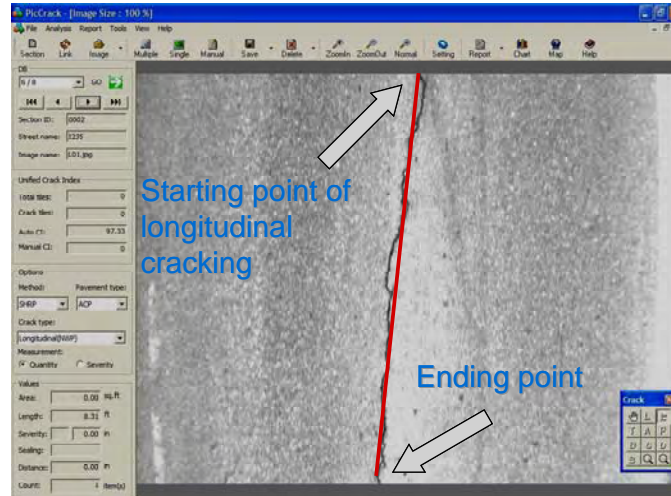 PicCrack - [Image Size : 100 %]
File Analysis Report Tools View Help
Section Link Image Multiple Single Manual Save Delete ZoomIn ZoomOut Normal Setting Report Chart Map Help
DB
6 / 8 GO
Section ID: 0002
Street name: 1235
Image name: L01.jpg
Unified Crack Index
Total tiles: 0
Crack tiles: 0
Auto CI: 97.33
Manual CI: 0
Options
Method: Pavement type:
SHRP ACP
Crack type:
Longitudinal(NWP)
Measurement:
Quantity Severity
Values
Area: 0.00 sq.ft
Length: 8.31 ft
Severity: 0.00 in
Sealing:
Distance: 0.00 in
Count: item(s)
Starting point of
longitudinal
cracking
Ending point
Crack